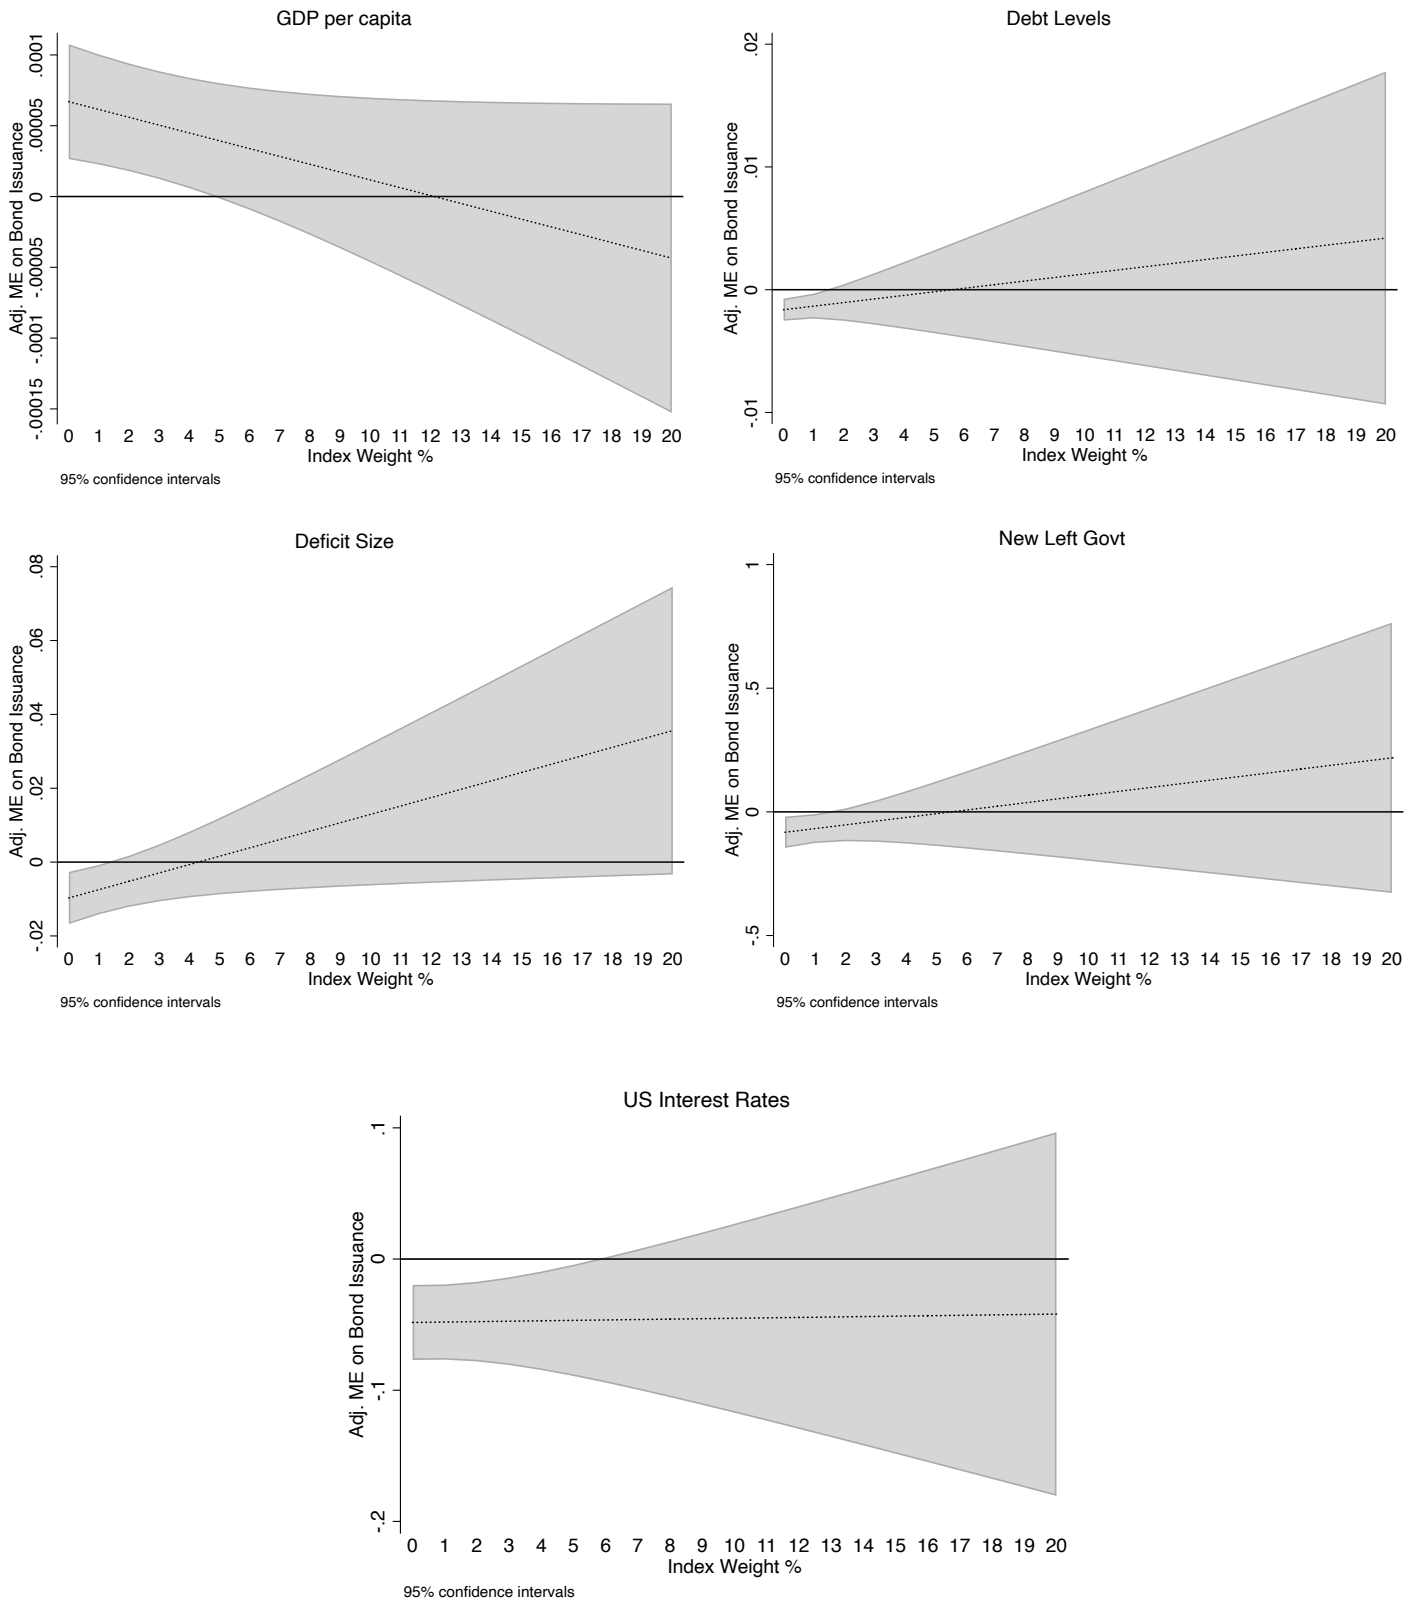 GDP per capita
Adj. ME on Bond Issuance
.0001
.00005
0
-.00005
-.0001
-.00015
0 1 2 3 4 5 6 7 8 9 10 11 12 13 14 15 16 17 18 19 20
Index Weight %
95% confidence intervals
Debt Levels
Adj. ME on Bond Issuance
.02
.01
0
-.01
0 1 2 3 4 5 6 7 8 9 10 11 12 13 14 15 16 17 18 19 20
Index Weight %
95% confidence intervals
Deficit Size
Adj. ME on Bond Issuance
.08
.06
.04
.02
0
-.02
0 1 2 3 4 5 6 7 8 9 10 11 12 13 14 15 16 17 18 19 20
Index Weight %
95% confidence intervals
New Left Govt
Adj. ME on Bond Issuance
1
.5
0
-.5
0 1 2 3 4 5 6 7 8 9 10 11 12 13 14 15 16 17 18 19 20
Index Weight %
95% confidence intervals
US Interest Rates
Adj. ME on Bond Issuance
.1
0
-.1
-.2
0 1 2 3 4 5 6 7 8 9 10 11 12 13 14 15 16 17 18 19 20
Index Weight %
95% confidence intervals